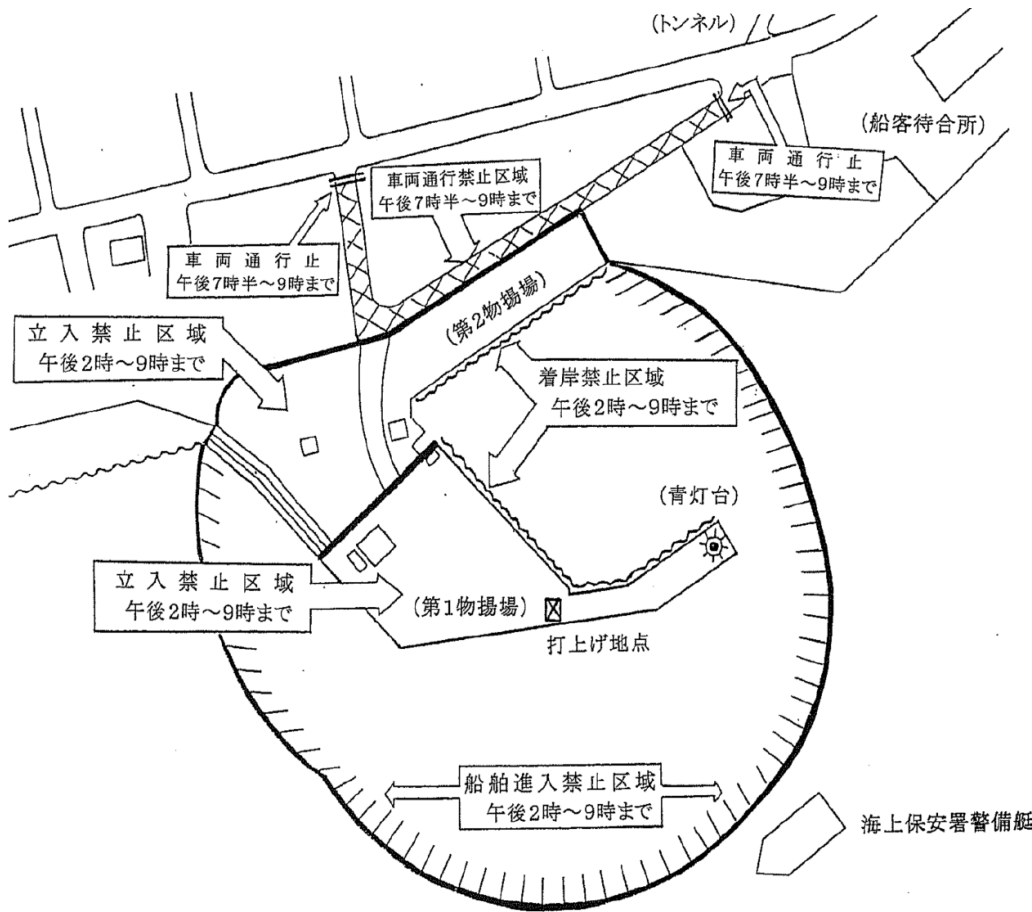 (トンネル)
(船客待合所)
車両通行止
午後7時半～9時まで
車両通行禁止区域
午後7時半～9時まで
車両通行止
午後7時半～9時まで
(第2物揚場)
立入禁止区域
午後2時～9時まで
着岸禁止区域
午後2時～9時まで
(青灯台)
立入禁止区域
午後2時～9時まで
(第1物揚場)
打上げ地点
船舶進入禁止区域
午後2時～9時まで
海上保安署警備艇